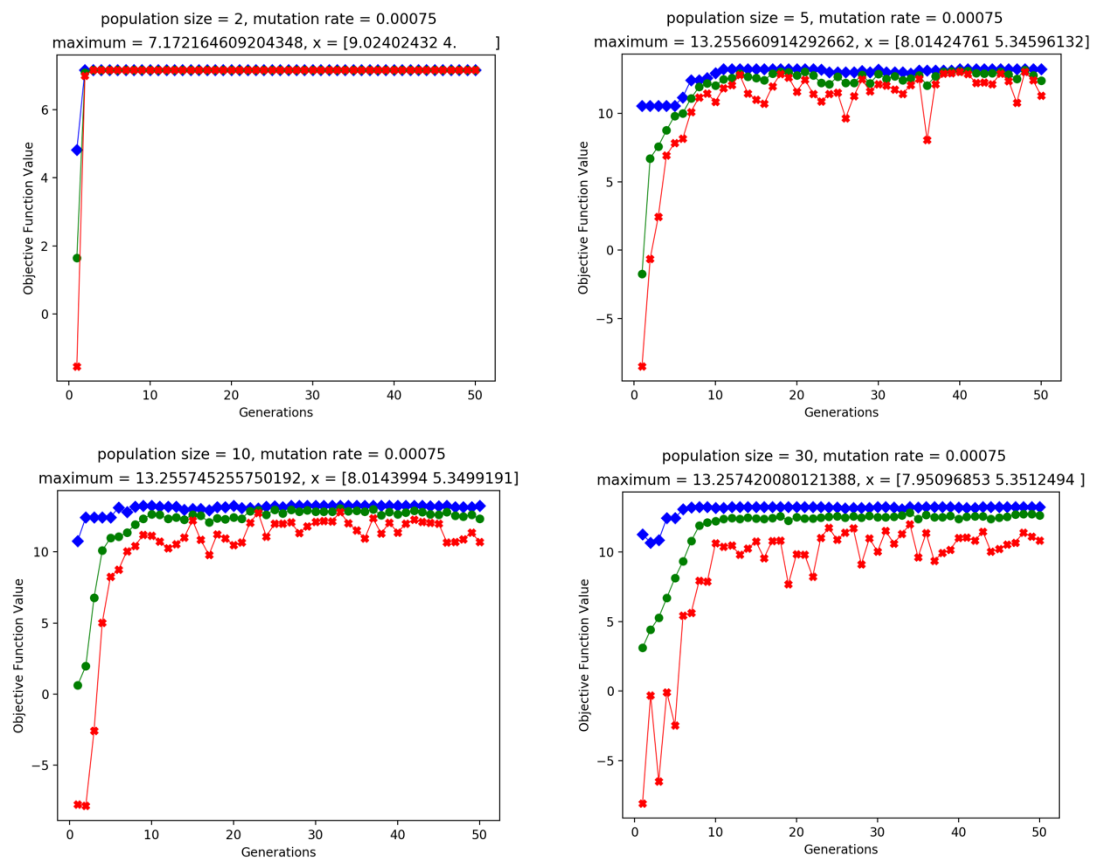 population size = 2, mutation rate = 0.00075
maximum = 7.172164609204348, x = [9.02402432 4. ]
Objective Function Value
6
4
2
0
0 10 20 30 40 50
Generations
population size = 5, mutation rate = 0.00075
maximum = 13.255660914292662, x = [8.01424761 5.34596132]
Objective Function Value
10
5
0
−5
0 10 20 30 40 50
Generations
population size = 10, mutation rate = 0.00075
maximum = 13.255745255750192, x = [8.0143994 5.3499191]
Objective Function Value
10
5
0
−5
0 10 20 30 40 50
Generations
population size = 30, mutation rate = 0.00075
maximum = 13.257420080121388, x = [7.95096853 5.3512494 ]
Objective Function Value
10
5
0
−5
0 10 20 30 40 50
Generations